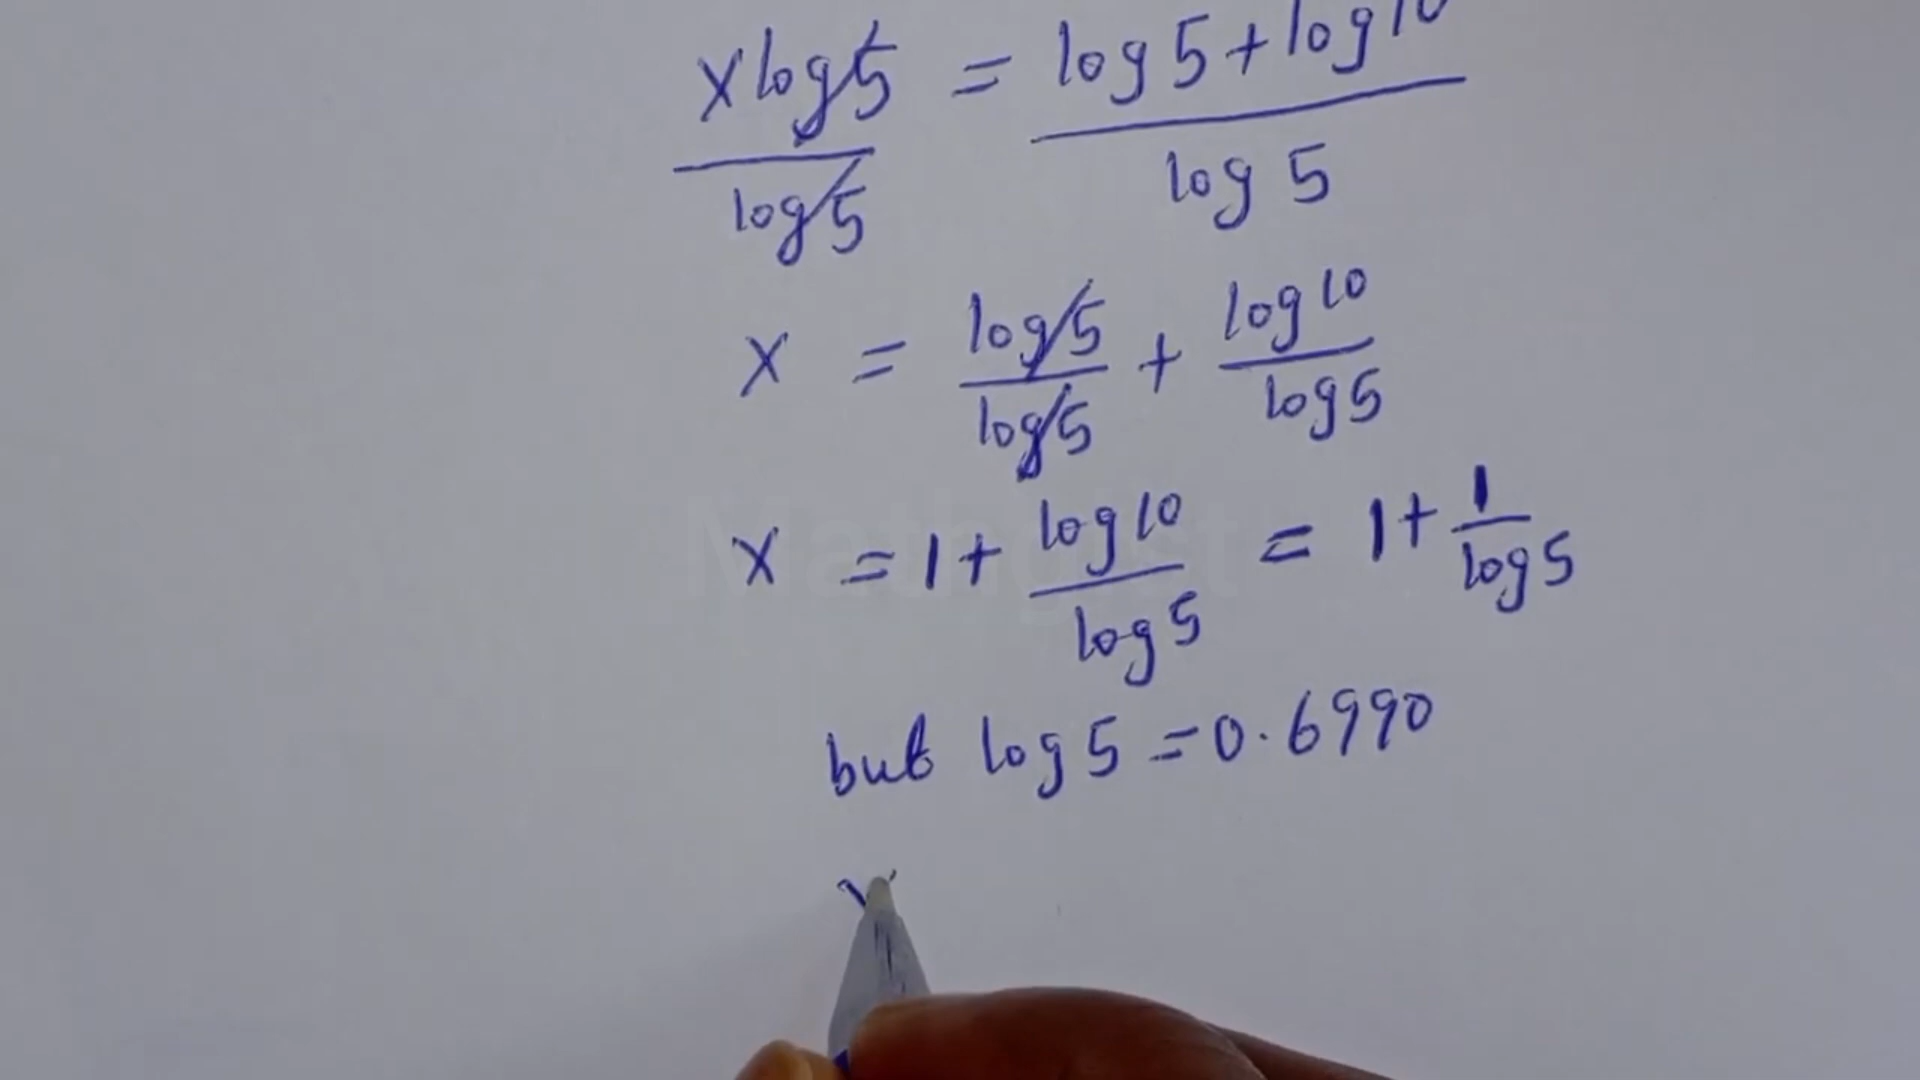 x log 5 / log 5 = log 5 + log 10 / log 5
x = log 5 / log 5 + log 10 / log 5
x = 1 + log 10 / log 5 = 1 + 1 / log 5
but log 5 = 0.6990
x